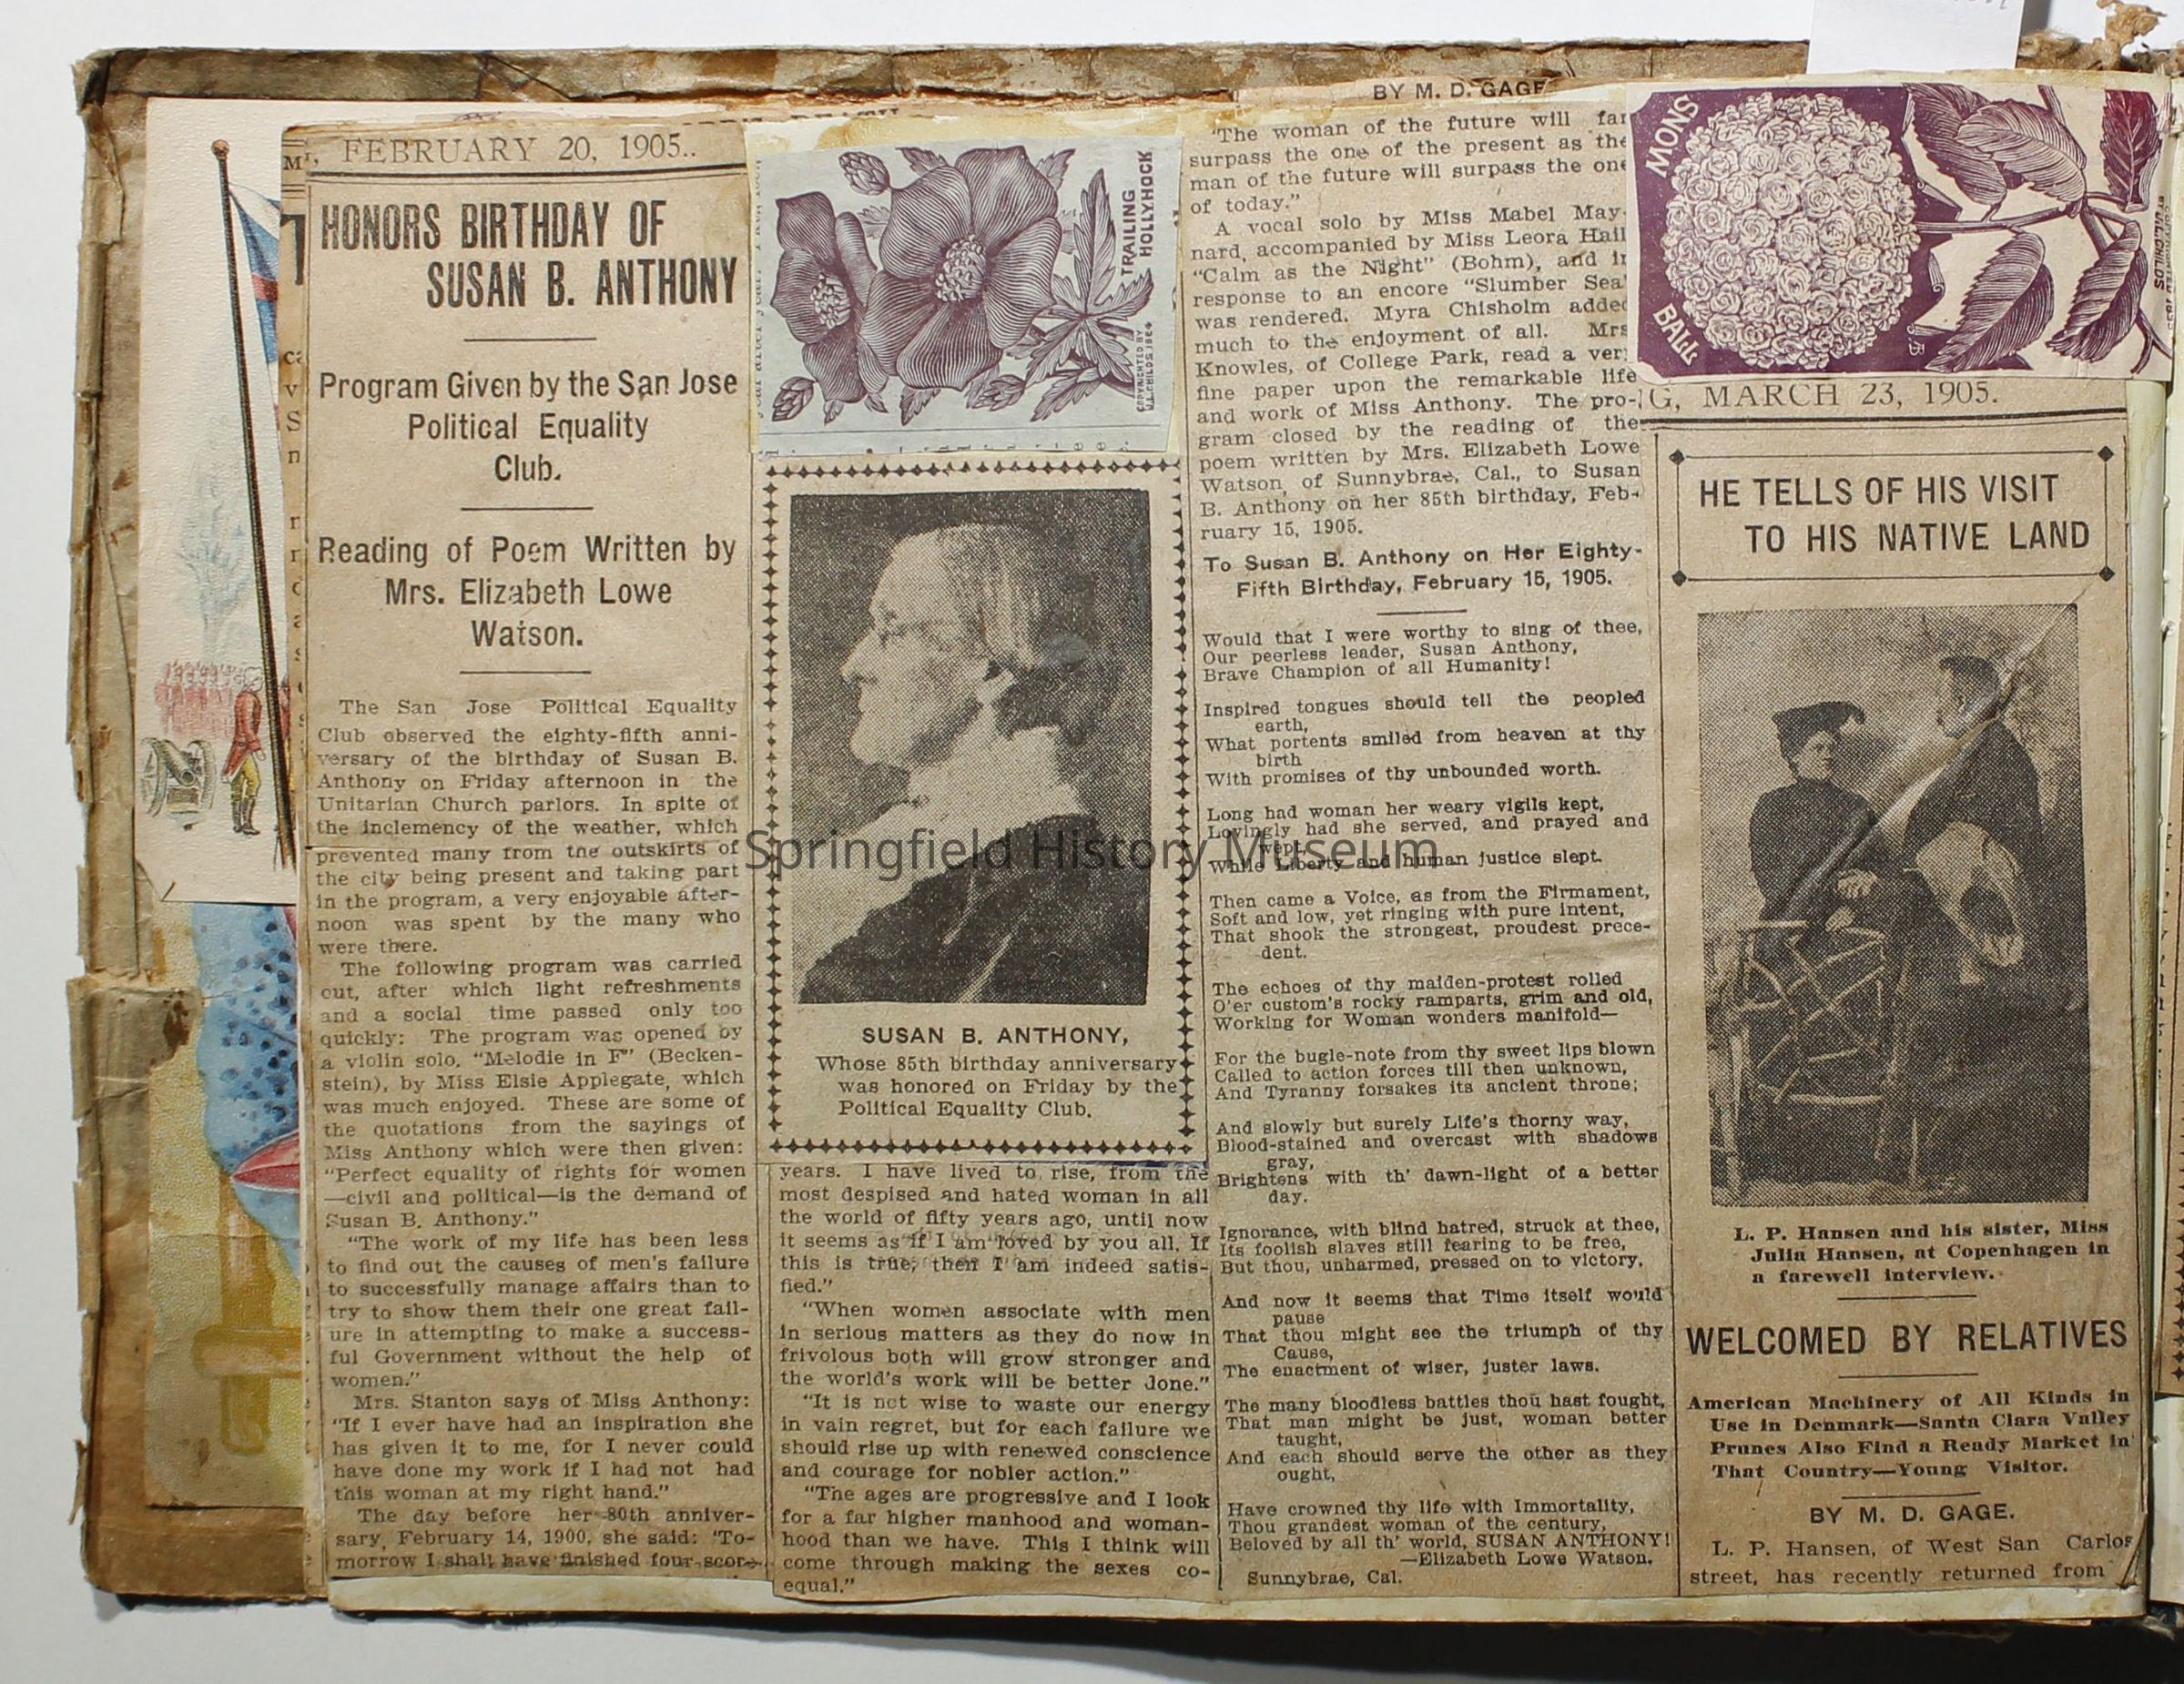 FEBRUARY 20, 1905..
HONORS BIRTHDAY OF
SUSAN B. ANTHONY
Program Given by the San Jose
Political Equality
Club.
Reading of Poem Written by
Mrs. Elizabeth Lowe
Watson.
The San Jose Political Equality
Club observed the eighty-fifth anni-
versary of the birthday of Susan B.
Anthony on Friday afternoon in the
Unitarian Church parlors. In spite of
the inclemency of the weather, which
prevented many from the outskirts of
the city being present and taking part
in the program, a very enjoyable after-
noon was spent by the many who
were there.
The following program was carried
out, after which light refreshments
and a social time passed only too
quickly: The program was opened by
a violin solo, "Melodie in F" (Becken-
stein), by Miss Elsie Applegate, which
was much enjoyed. These are some of
the quotations from the sayings of
Miss Anthony which were then given:
"Perfect equality of rights for women
—civil and political—is the demand of
Susan B. Anthony."
"The work of my life has been less
to find out the causes of men's failure
to successfully manage affairs than to
try to show them their one great fail-
ure in attempting to make a success-
ful Government without the help of
women."
Mrs. Stanton says of Miss Anthony:
"If I ever have had an inspiration she
has given it to me, for I never could
have done my work if I had not had
this woman at my right hand."
The day before her 80th anniver-
sary, February 14, 1900, she said: 'To-
morrow I shall have finished four scor
TRAILING
HOLLYHOCK
COPYRIGHTED BY
SUSAN B. ANTHONY,
Whose 85th birthday anniversary
was honored on Friday by the
Political Equality Club.
years. I have lived to rise, from the
most despised and hated woman in all
the world of fifty years ago, until now
it seems as if I am loved by you all. If
this is true, then I am indeed satis-
fied."
"When women associate with men
in serious matters as they do now in
frivolous both will grow stronger and
the world's work will be better done."
"It is not wise to waste our energy
in vain regret, but for each failure we
should rise up with renewed conscience
and courage for nobler action."
"The ages are progressive and I look
for a far higher manhood and woman-
hood than we have. This I think will
come through making the sexes co-
equal."
BY M. D. GAGE
"The woman of the future will far
surpass the one of the present as the
man of the future will surpass the one
of today."
A vocal solo by Miss Mabel May-
nard, accompanied by Miss Leora Hail
"Calm as the Night" (Bohm), and in
response to an encore "Slumber Sea"
was rendered. Myra Chisholm added
much to the enjoyment of all. Mrs
Knowles, of College Park, read a ver
fine paper upon the remarkable life
and work of Miss Anthony. The pro-
gram closed by the reading of the
poem written by Mrs. Elizabeth Lowe
Watson, of Sunnybrae, Cal., to Susan
B. Anthony on her 85th birthday, Feb-
ruary 15, 1905.
To Susan B. Anthony on Her Eighty-
Fifth Birthday, February 15, 1905.
Would that I were worthy to sing of thee,
Our peerless leader, Susan Anthony,
Brave Champion of all Humanity!
Inspired tongues should tell the peopled
earth,
What portents smiled from heaven at thy
birth
With promises of thy unbounded worth.
Long had woman her weary vigils kept,
Lovingly had she served, and prayed and
wept,
While Liberty and human justice slept.
Then came a Voice, as from the Firmament,
Soft and low, yet ringing with pure intent,
That shook the strongest, proudest prece-
dent.
The echoes of thy maiden-protest rolled
O'er custom's rocky ramparts, grim and old,
Working for Woman wonders manifold—
For the bugle-note from thy sweet lips blown
Called to action forces till then unknown,
And Tyranny forsakes its ancient throne;
And slowly but surely Life's thorny way,
Blood-stained and overcast with shadows
gray,
Brightens with th' dawn-light of a better
day.
Ignorance, with blind hatred, struck at thee,
Its foolish slaves still fearing to be free,
But thou, unharmed, pressed on to victory,
And now it seems that Time itself would
pause
That thou might see the triumph of thy
Cause,
The enactment of wiser, juster laws.
The many bloodless battles thou hast fought,
That man might be just, woman better
taught,
And each should serve the other as they
ought,
Have crowned thy life with Immortality,
Thou grandest woman of the century,
Beloved by all th' world, SUSAN ANTHONY!
—Elizabeth Lowe Watson.
Sunnybrae, Cal.
MONS
BALL
G, MARCH 23, 1905.
HE TELLS OF HIS VISIT
TO HIS NATIVE LAND
L. P. Hansen and his sister, Miss
Julia Hansen, at Copenhagen in
a farewell interview.
WELCOMED BY RELATIVES
American Machinery of All Kinds in
Use in Denmark—Santa Clara Valley
Prunes Also Find a Ready Market in
That Country—Young Visitor.
BY M. D. GAGE.
L. P. Hansen, of West San Carlos
street, has recently returned from
Springfield History Museum